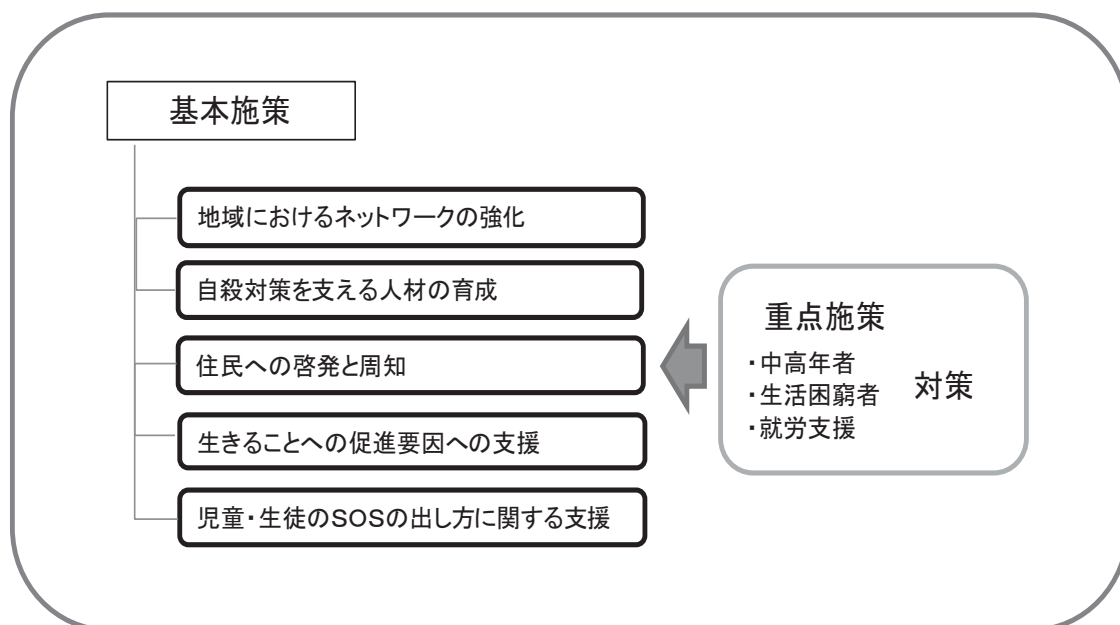 基本施策
地域におけるネットワークの強化
自殺対策を支える人材の育成
住民への啓発と周知
生きることへの促進要因への支援
児童・生徒のSOSの出し方に関する支援
重点施策
・中高年者
・生活困窮者
・就労支援
対策